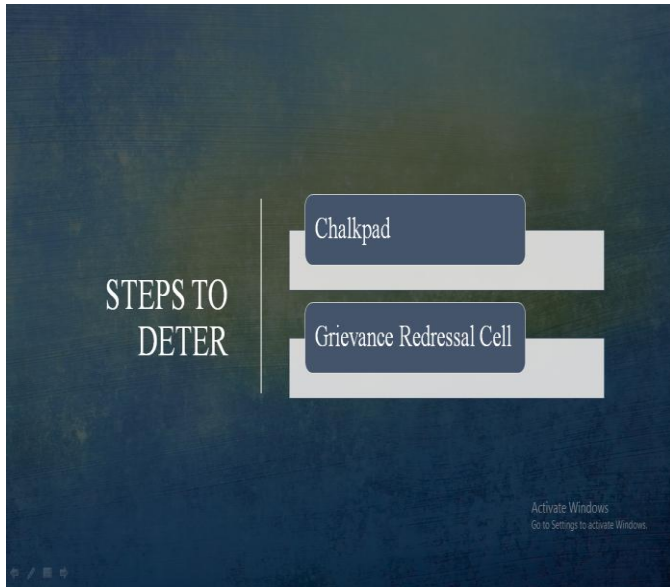 STEPS TO
DETER
Chalkpad
Grievance Redressal Cell
Activate Windows
Go to Settings to activate Windows.